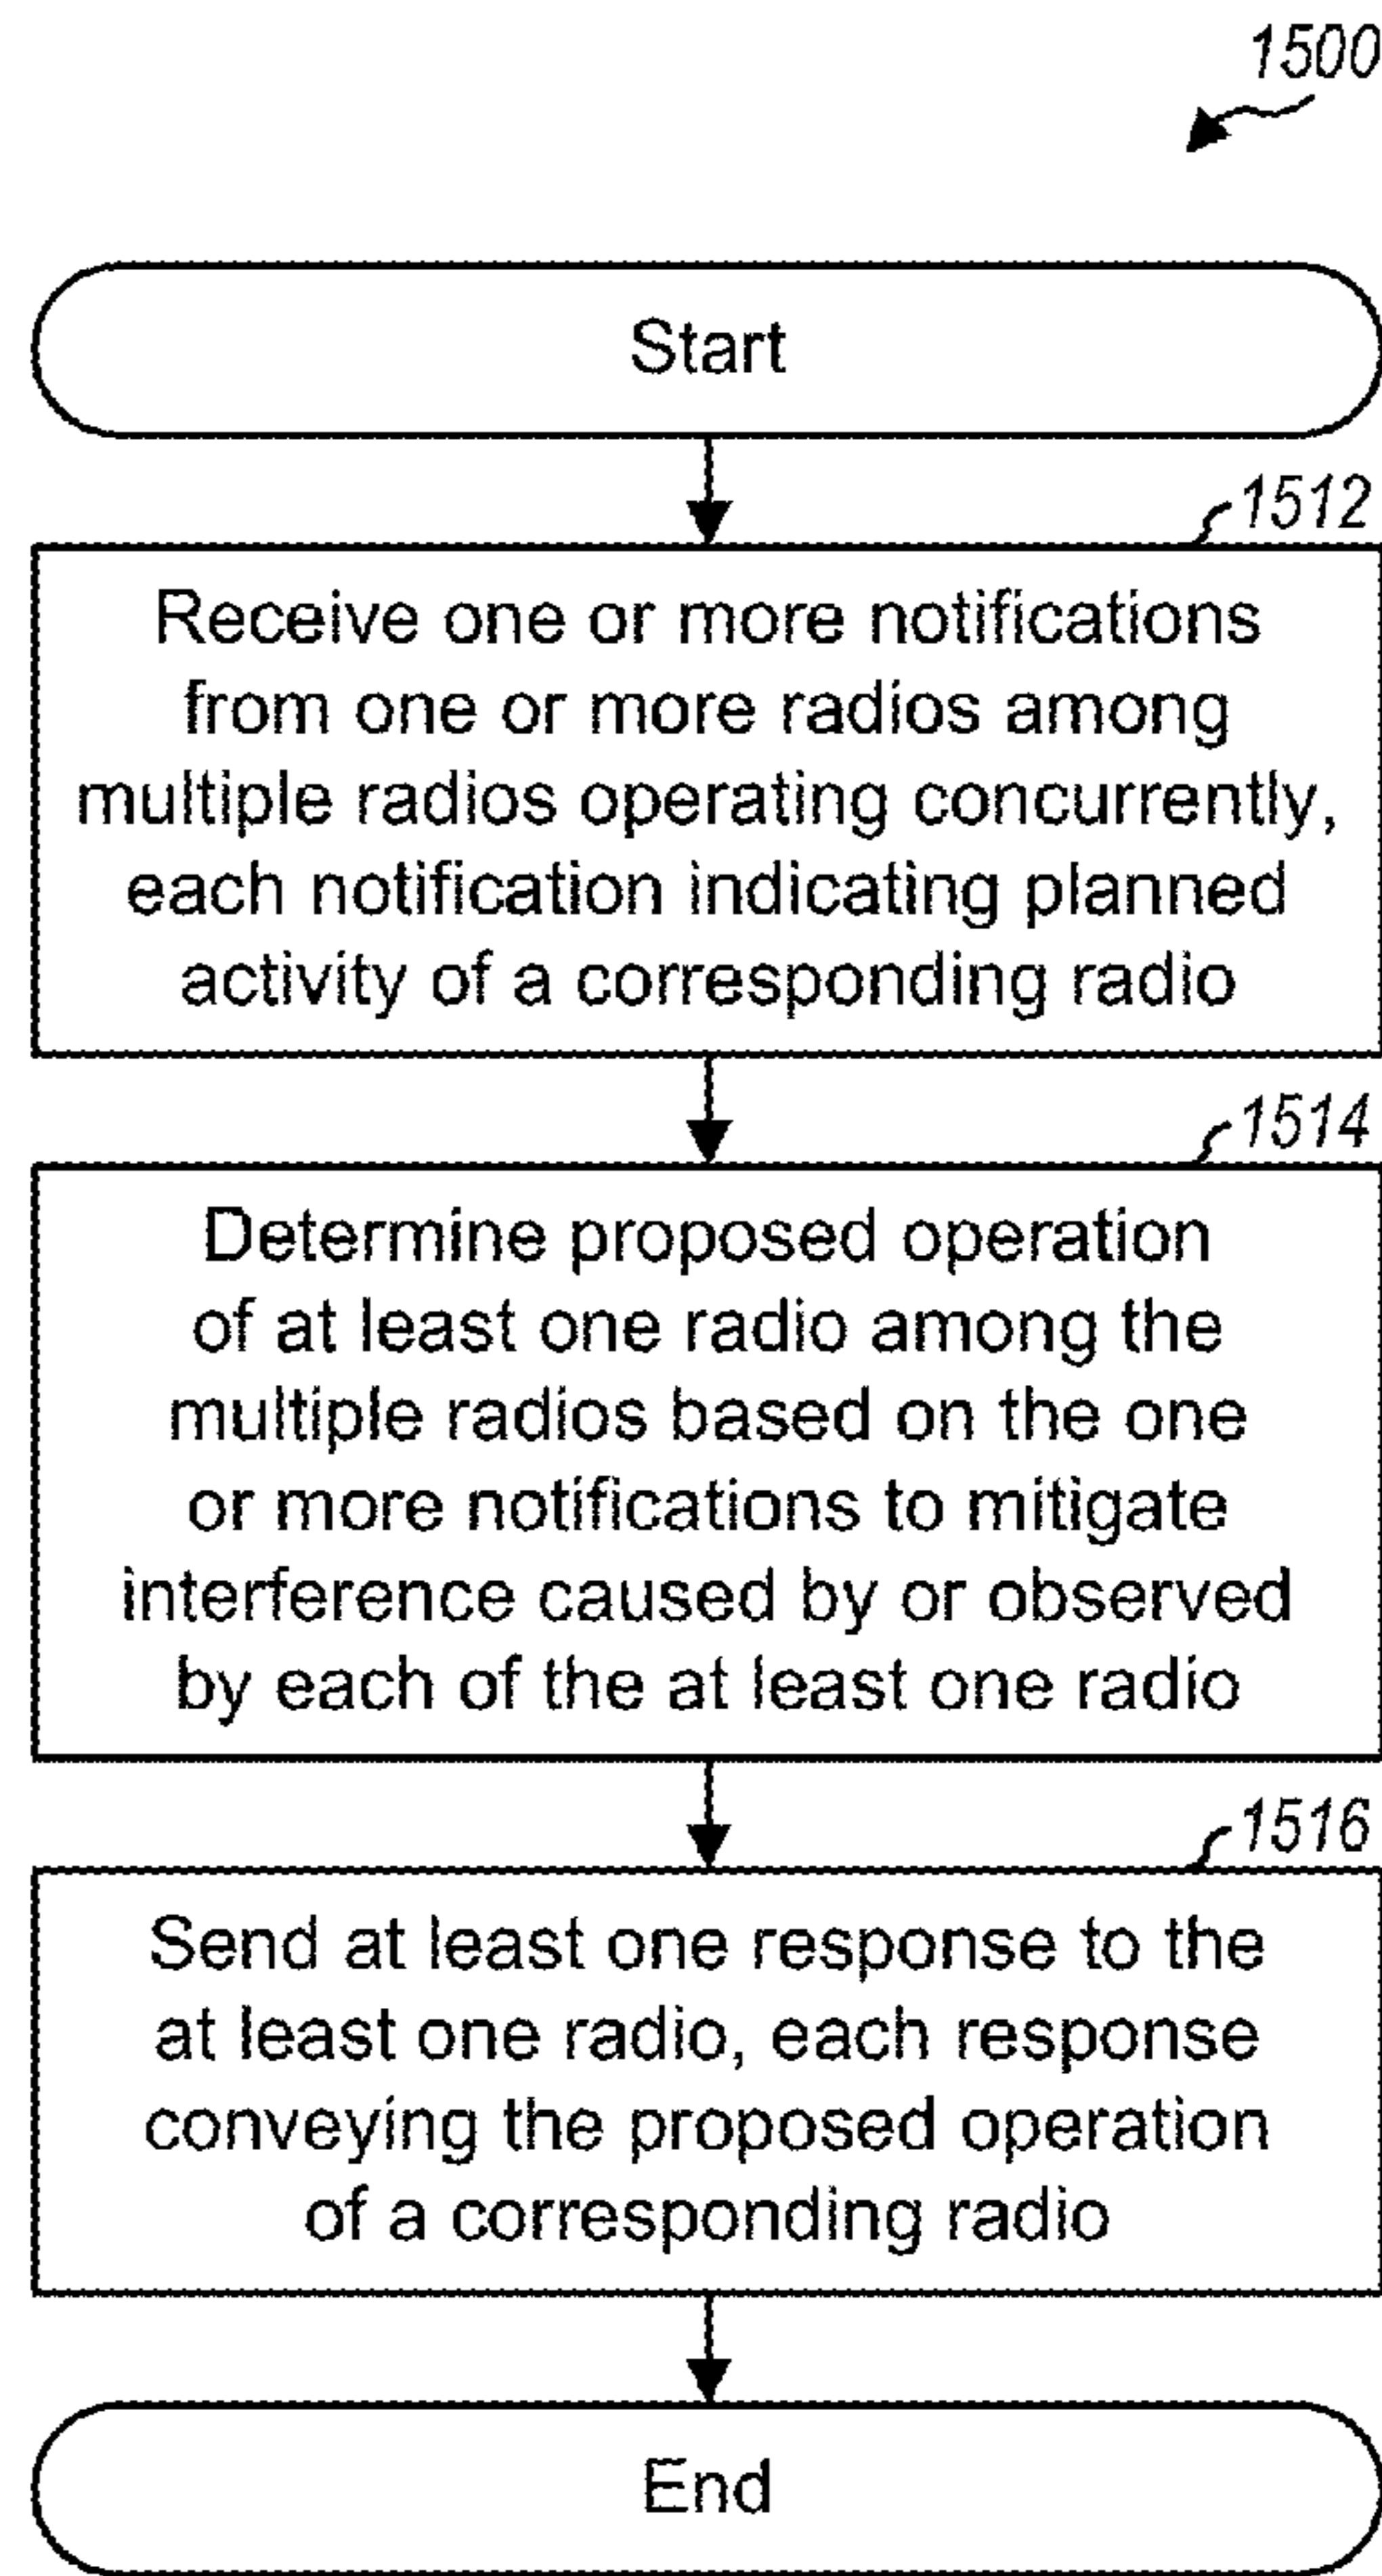 1500
Start
1512
Receive one or more notifications
from one or more radios among
multiple radios operating concurrently,
each notification indicating planned
activity of a corresponding radio
1514
Determine proposed operation
of at least one radio among the
multiple radios based on the one
or more notifications to mitigate
interference caused by or observed
by each of the at least one radio
1516
Send at least one response to the
at least one radio, each response
conveying the proposed operation
of a corresponding radio
End